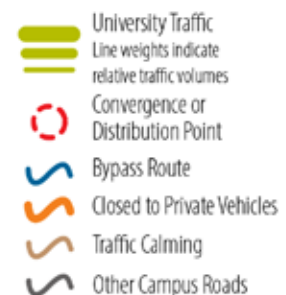 University Traffic
Line weights indicate
relative traffic volumes
Convergence or
Distribution Point
Bypass Route
Closed to Private Vehicles
Traffic Calming
Other Campus Roads